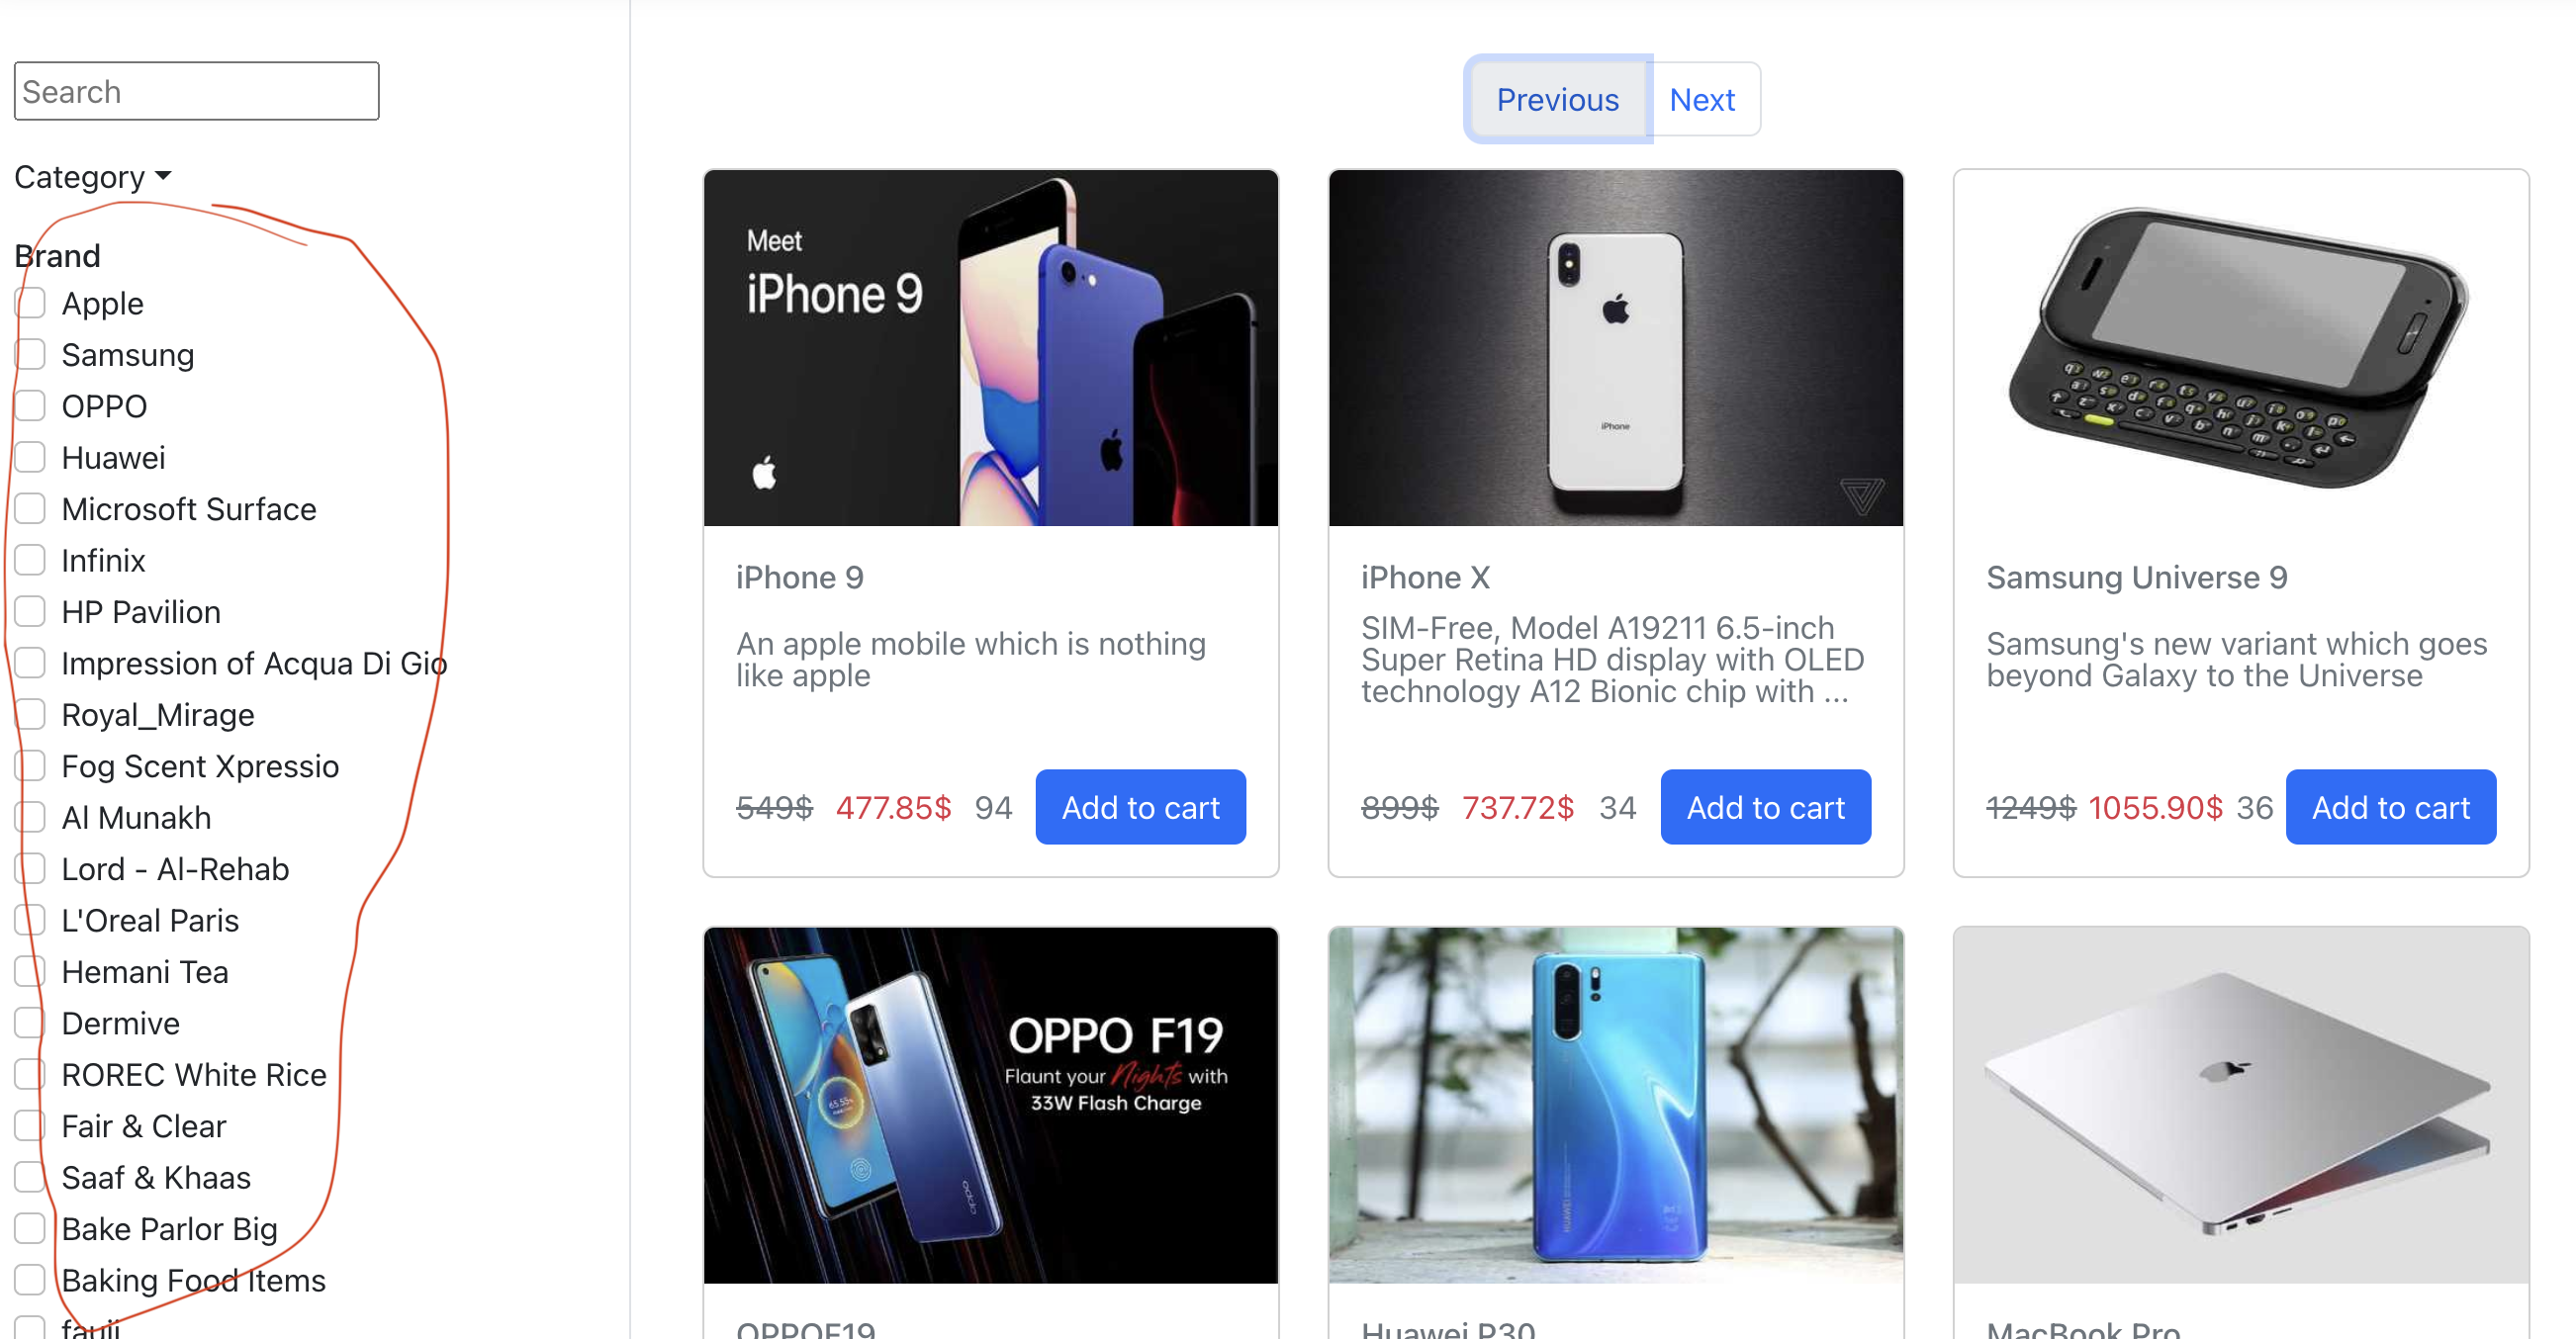 Search
Category
Brand
Apple
Samsung
OPPO
Huawei
Microsoft Surface
Infinix
HP Pavilion
Impression of Acqua Di Gio
Royal_Mirage
Fog Scent Xpressio
Al Munakh
Lord - Al-Rehab
L'Oreal Paris
Hemani Tea
Dermive
ROREC White Rice
Fair & Clear
Saaf & Khaas
Bake Parlor Big
Baking Food Items
fauji
Previous
Next
Meet
iPhone 9
iPhone 9
An apple mobile which is nothing
like apple
549$ 477.85$ 94 Add to cart
iPhone
iPhone X
SIM-Free, Model A19211 6.5-inch
Super Retina HD display with OLED
technology A12 Bionic chip with ...
899$ 737.72$ 34 Add to cart
Samsung Universe 9
Samsung's new variant which goes
beyond Galaxy to the Universe
1249$ 1055.90$ 36 Add to cart
OPPO F19
Flaunt your Nights with
33W Flash Charge
oppo
OPPOF19
HUAWEI
Huawei P30
MacBook Pro